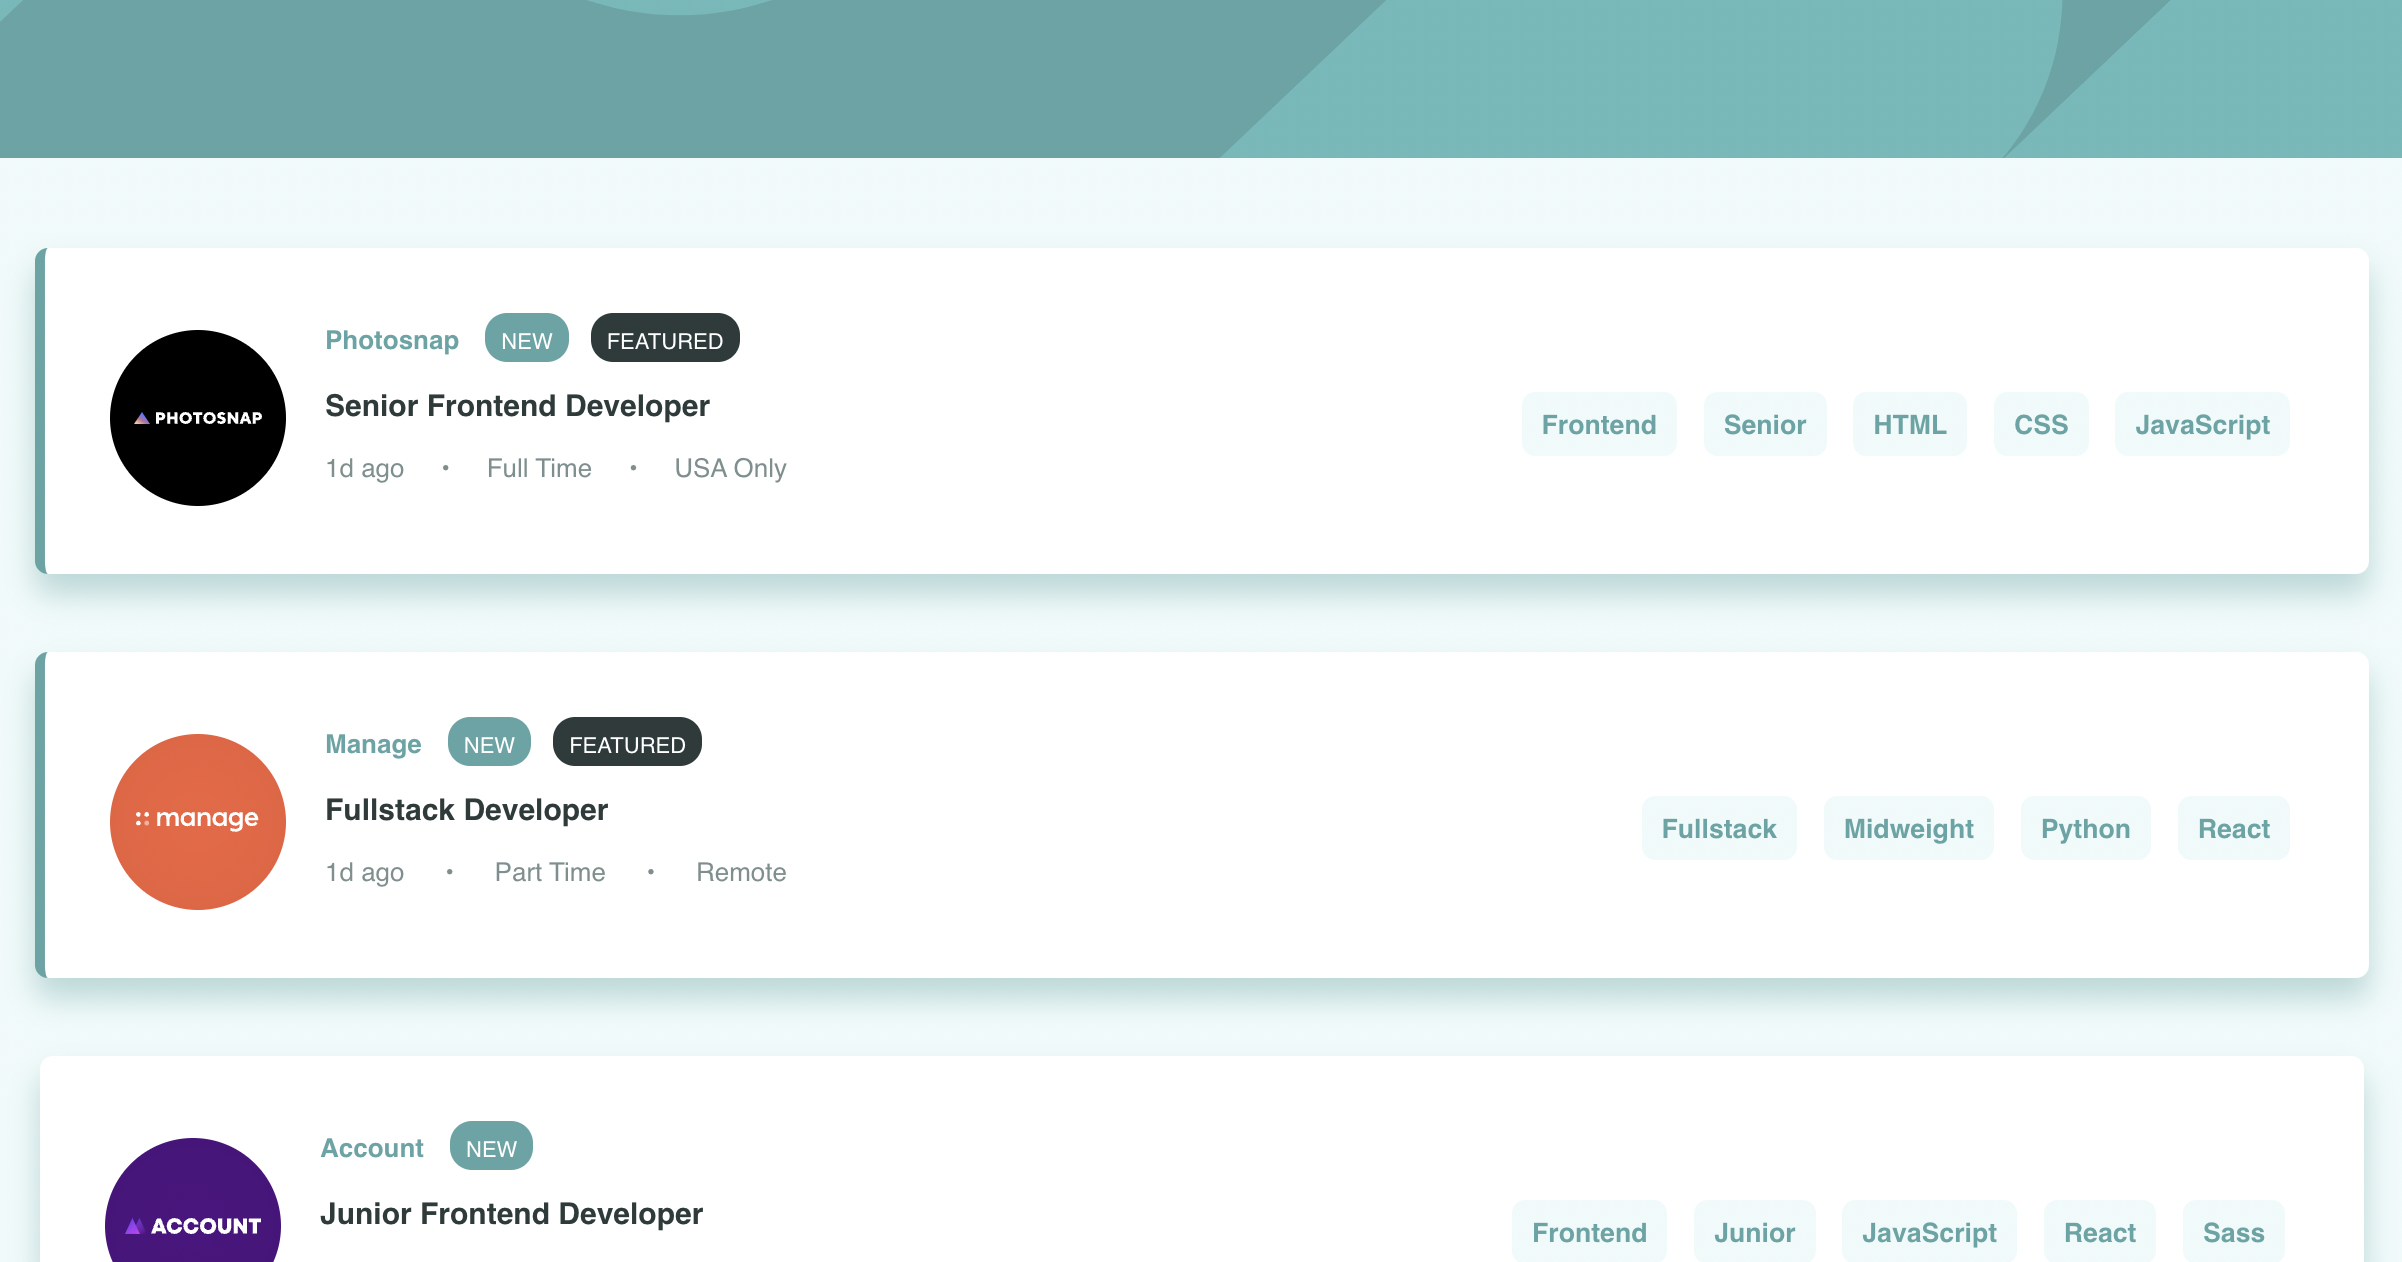 Photosnap NEW FEATURED
PHOTOSNAP
Senior Frontend Developer
Frontend Senior HTML CSS JavaScript
1d ago • Full Time • USA Only
Manage NEW FEATURED
manage
Fullstack Developer
Fullstack Midweight Python React
1d ago • Part Time • Remote
Account NEW
ACCOUNT
Junior Frontend Developer
Frontend Junior JavaScript React Sass